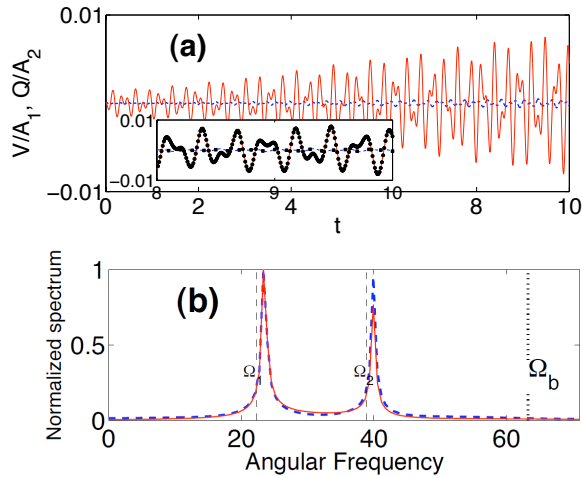 0.01
(a)
V/A1, Q/A2
0.01
−0.01
8
9
10
−0.01
0
2
4
6
8
10
t
1
(b)
Normalized spectrum
0.5
Ω
Ω2
Ωb
0
0
20
40
60
Angular Frequency